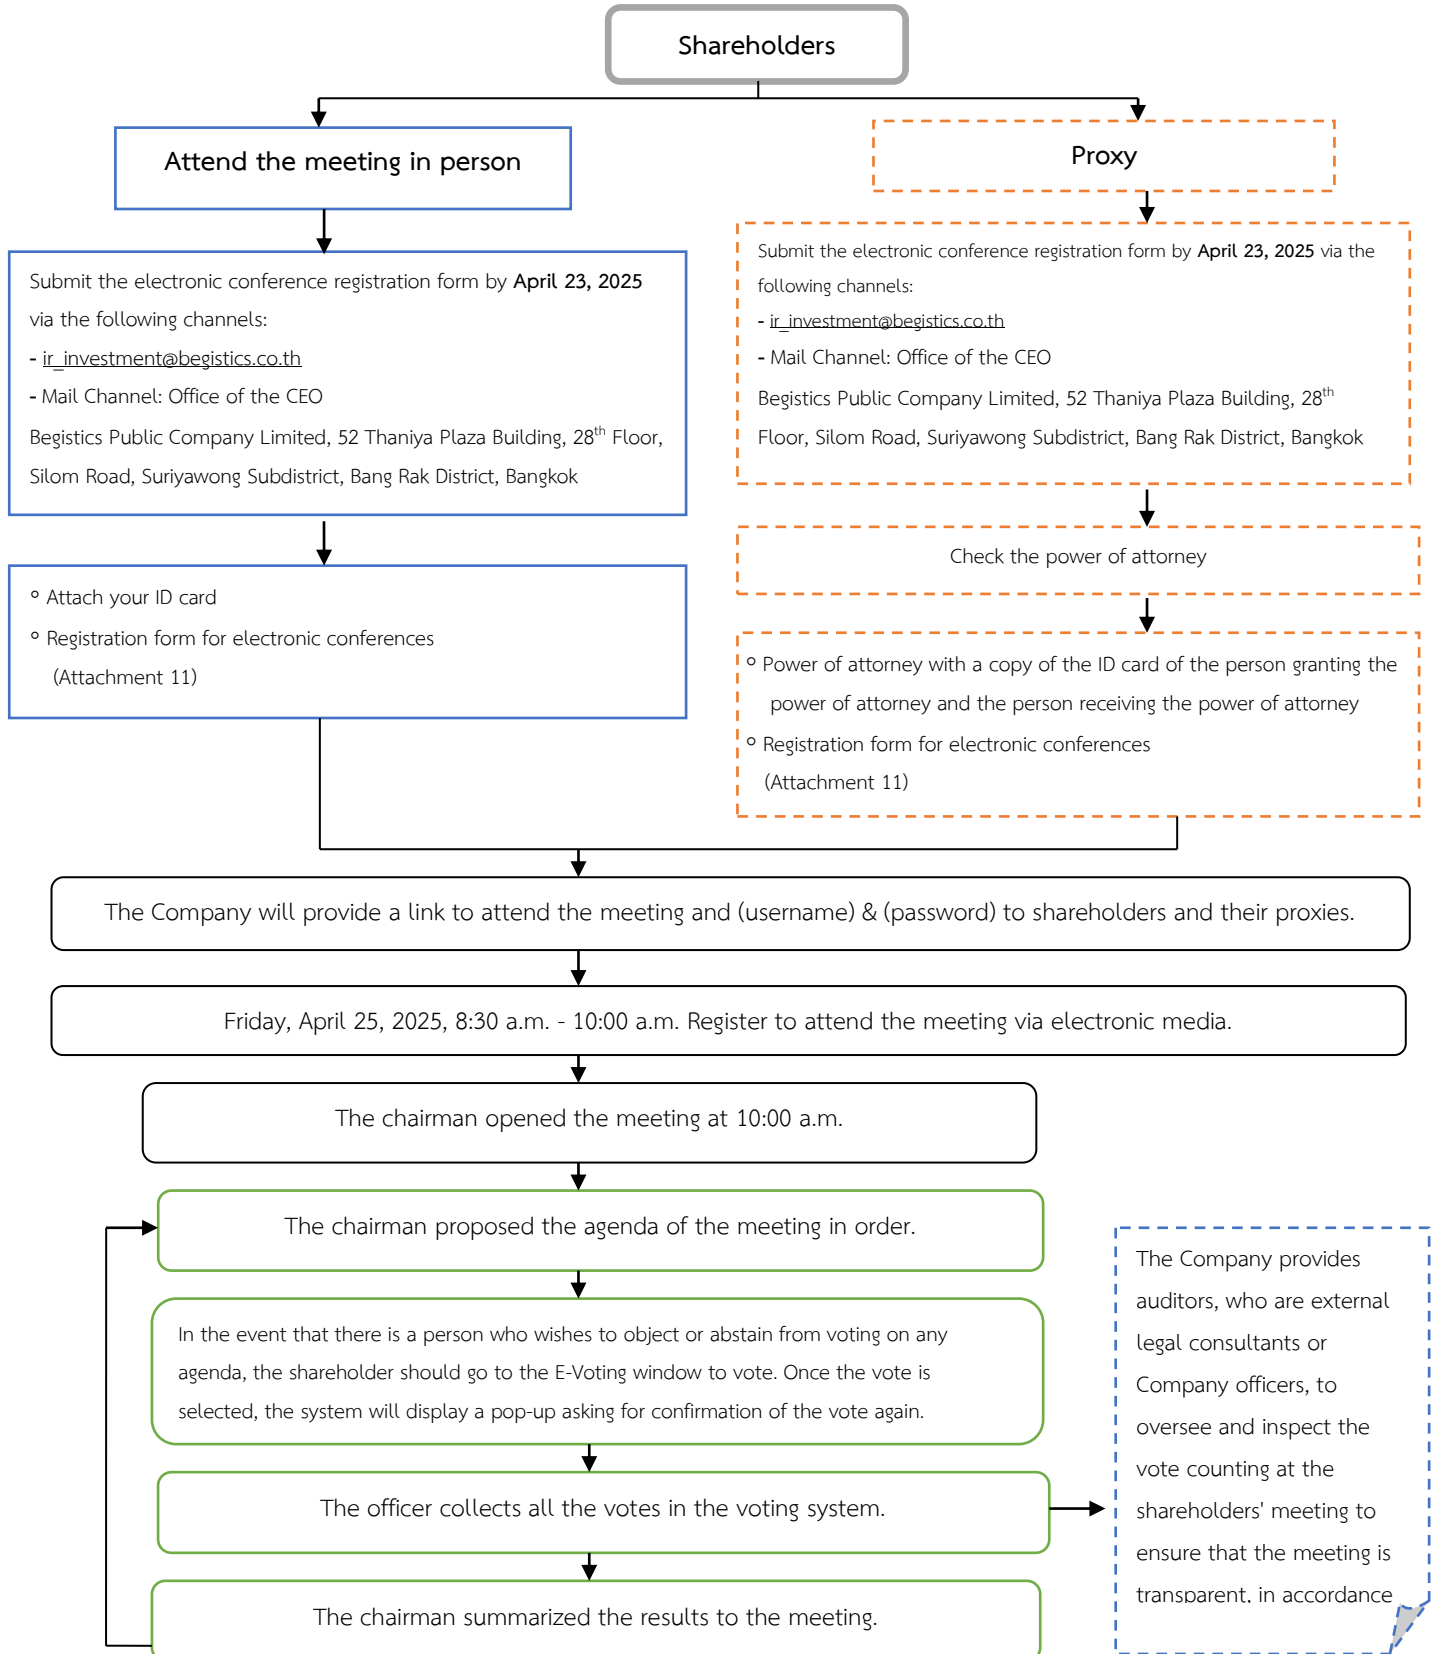 Shareholders
Attend the meeting in person
Proxy
Submit the electronic conference registration form by April 23, 2025
via the following channels:
- ir_investment@begistics.co.th
- Mail Channel: Office of the CEO
Begistics Public Company Limited, 52 Thaniya Plaza Building, 28th Floor,
Silom Road, Suriyawong Subdistrict, Bang Rak District, Bangkok
Submit the electronic conference registration form by April 23, 2025 via the
following channels:
- ir_investment@begistics.co.th
- Mail Channel: Office of the CEO
Begistics Public Company Limited, 52 Thaniya Plaza Building, 28th
Floor, Silom Road, Suriyawong Subdistrict, Bang Rak District, Bangkok
Check the power of attorney
° Attach your ID card
° Registration form for electronic conferences
(Attachment 11)
° Power of attorney with a copy of the ID card of the person granting the
power of attorney and the person receiving the power of attorney
° Registration form for electronic conferences
(Attachment 11)
The Company will provide a link to attend the meeting and (username) & (password) to shareholders and their proxies.
Friday, April 25, 2025, 8:30 a.m. - 10:00 a.m. Register to attend the meeting via electronic media.
The chairman opened the meeting at 10:00 a.m.
The chairman proposed the agenda of the meeting in order.
In the event that there is a person who wishes to object or abstain from voting on any
agenda, the shareholder should go to the E-Voting window to vote. Once the vote is
selected, the system will display a pop-up asking for confirmation of the vote again.
The officer collects all the votes in the voting system.
The chairman summarized the results to the meeting.
The Company provides
auditors, who are external
legal consultants or
Company officers, to
oversee and inspect the
vote counting at the
shareholders' meeting to
ensure that the meeting is
transparent, in accordance